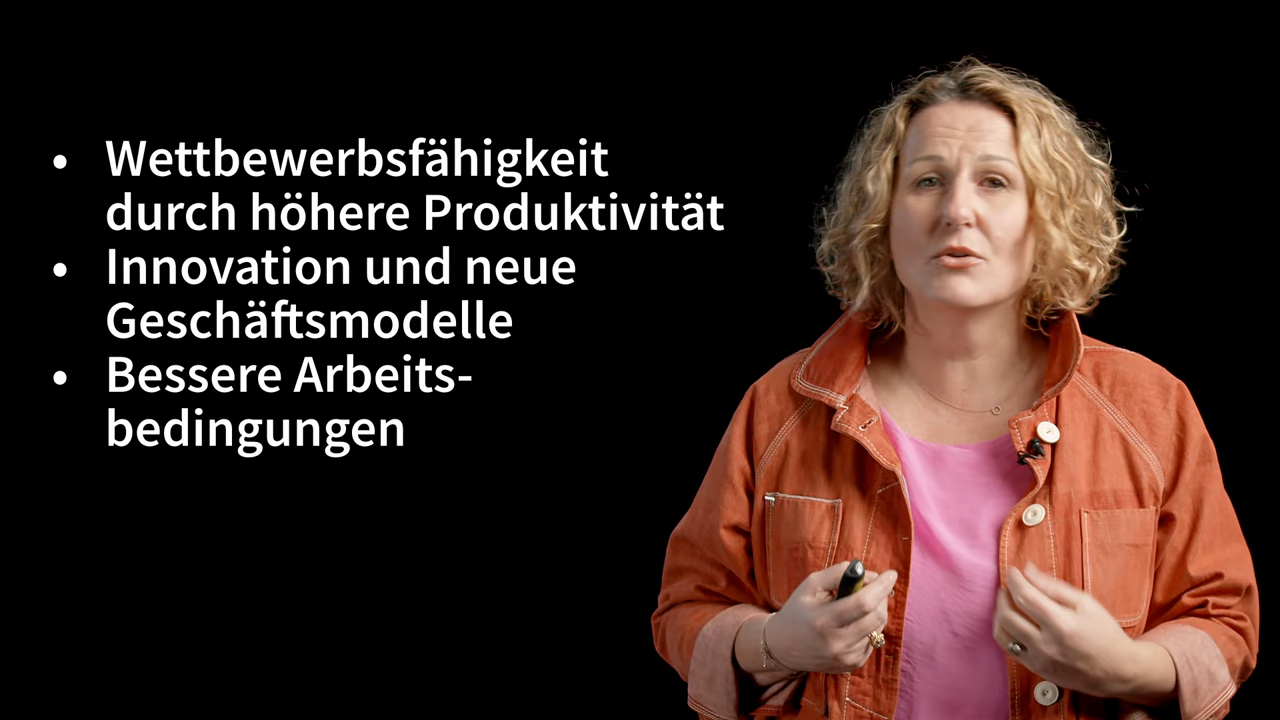 • Wettbewerbsfähigkeit
durch höhere Produktivität
• Innovation und neue
Geschäftsmodelle
• Bessere Arbeits-
bedingungen